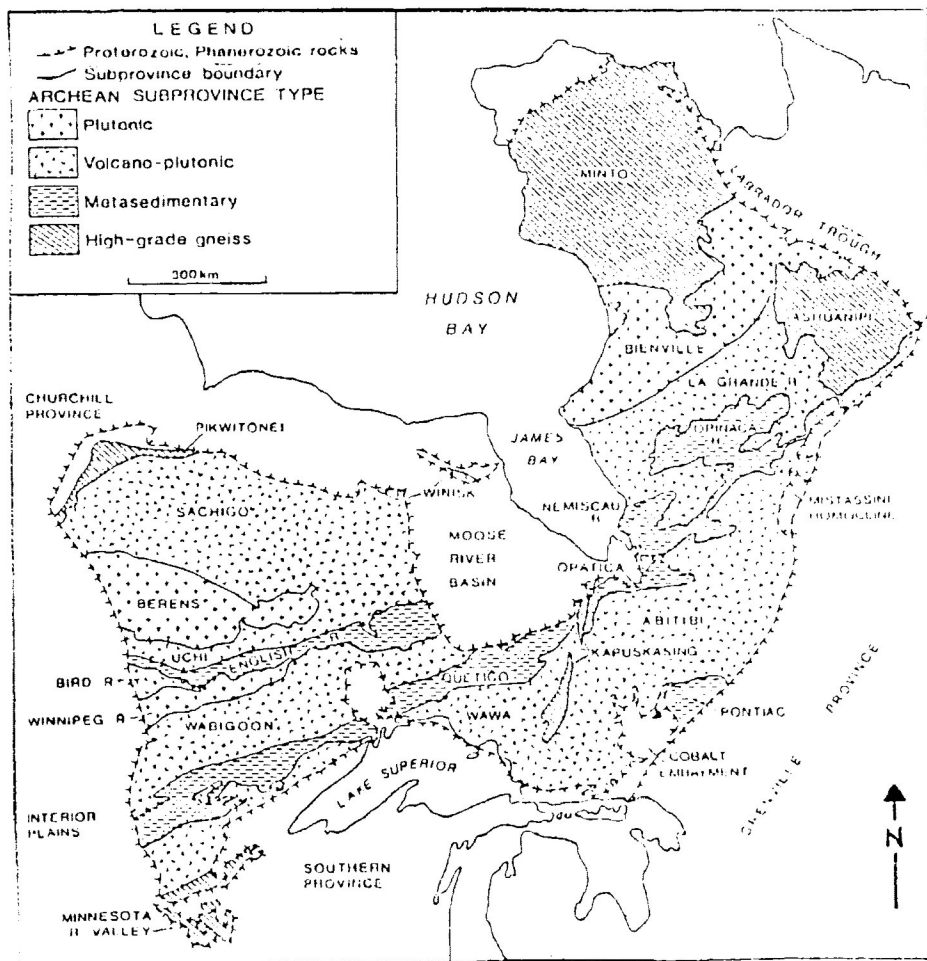 LEGEND
Proterozoic, Phanerozoic rocks
Subprovince boundary
ARCHEAN SUBPROVINCE TYPE
Plutonic
Volcano-plutonic
Metasedimentary
High-grade gneiss
300km
MINTO
LABRADOR TROUGH
HUDSON
BAY
ASHUANIPI
BIENVILLE
LA GRANDE R
CHURCHILL
PROVINCE
PIKWITONEI
OPINACA
R
JAMES
BAY
WINISK
SACHIGO
NEMISCAU
R
MISTASSINI
MOOSE
RIVER
BASIN
OPATICA
BERENS
ABITIBI
UCHI
ENGLISH R
KAPUSKASING
QUETICO
BIRD R
WINNIPEG R
WABIGOON
WAWA
PONTIAC
COBALT
EMBAYMENT
GRENVILLE PROVINCE
LAKE SUPERIOR
INTERIOR
PLAINS
N
SOUTHERN
PROVINCE
MINNESOTA
R VALLEY